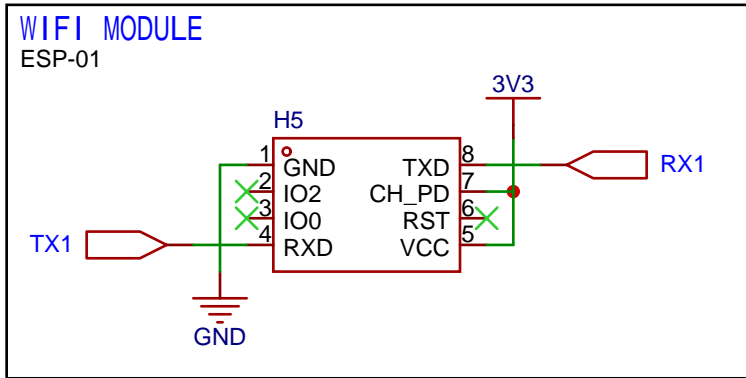 WIFI MODULE
ESP-01
3V3
H5
1 GND TXD 8
2 IO2 CH_PD 7
3 IO0 RST 6
4 RXD VCC 5
RX1
TX1
GND